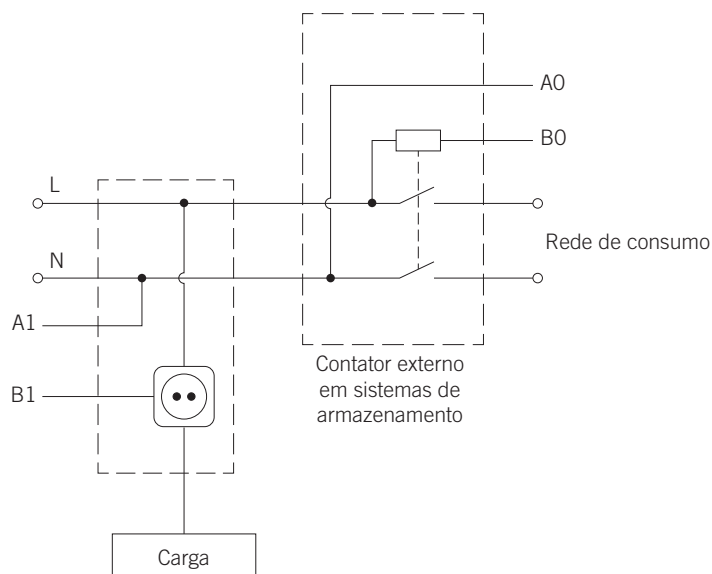 A0
B0
L
N
Rede de consumo
A1
B1
Contator externo
em sistemas de
armazenamento
Carga